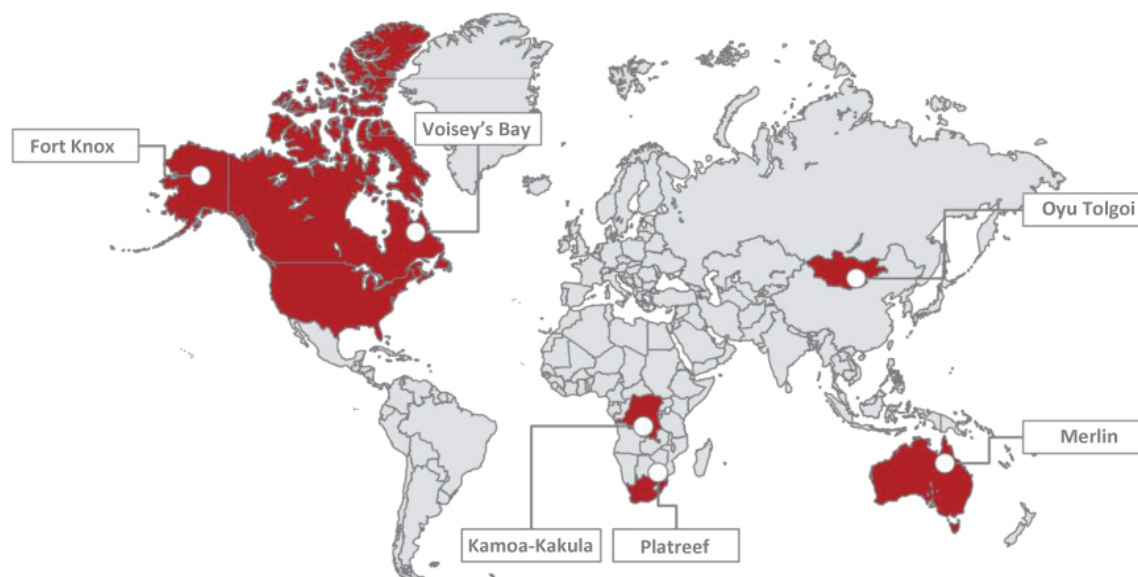 Voisey's Bay
Fort Knox
Oyu Tolgoi
Merlin
Kamoa-Kakula
Platreef